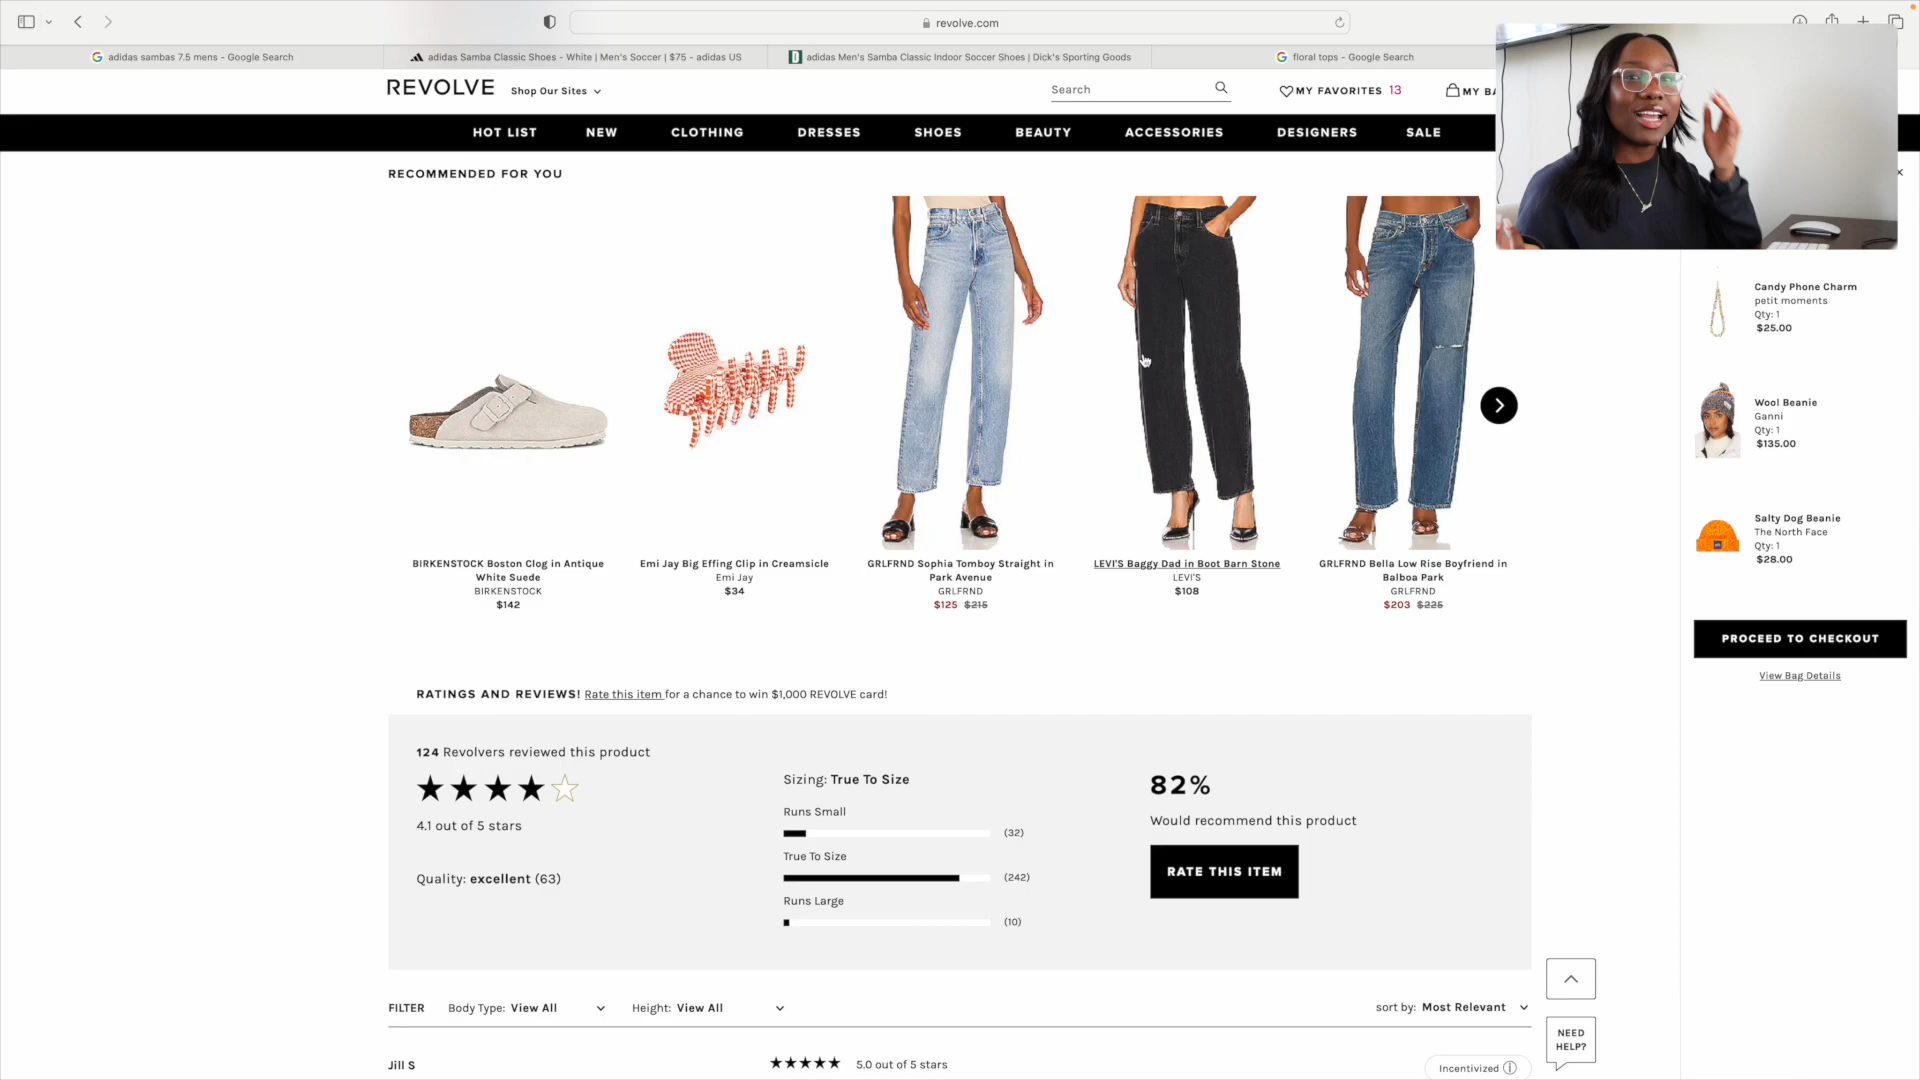 revolve.com
adidas sambas 7.5 mens - Google Search
adidas Samba Classic Shoes - White | Men's Soccer | $75 - adidas US
adidas Men's Samba Classic Indoor Soccer Shoes | Dick's Sporting Goods
floral tops - Google Search
REVOLVE
Shop Our Sites
Search
MY FAVORITES 13
MY BA
HOT LIST
NEW
CLOTHING
DRESSES
SHOES
BEAUTY
ACCESSORIES
DESIGNERS
SALE
RECOMMENDED FOR YOU
BIRKENSTOCK Boston Clog in Antique
White Suede
BIRKENSTOCK
$142
Emi Jay Big Effing Clip in Creamsicle
Emi Jay
$34
GRLFRND Sophia Tomboy Straight in
Park Avenue
GRLFRND
$125 $215
LEVI'S Baggy Dad in Boot Barn Stone
LEVI'S
$108
GRLFRND Bella Low Rise Boyfriend in
Balboa Park
GRLFRND
$203 $225
Candy Phone Charm
petit moments
Qty: 1
$25.00
Wool Beanie
Ganni
Qty: 1
$135.00
Salty Dog Beanie
The North Face
Qty: 1
$28.00
PROCEED TO CHECKOUT
View Bag Details
RATINGS AND REVIEWS! Rate this item for a chance to win $1,000 REVOLVE card!
124 Revolvers reviewed this product
4.1 out of 5 stars
Quality: excellent (63)
Sizing: True To Size
Runs Small
(32)
True To Size
(242)
Runs Large
(10)
82%
Would recommend this product
RATE THIS ITEM
FILTER
Body Type: View All
Height: View All
sort by: Most Relevant
NEED
HELP?
Jill S
5.0 out of 5 stars
Incentivized